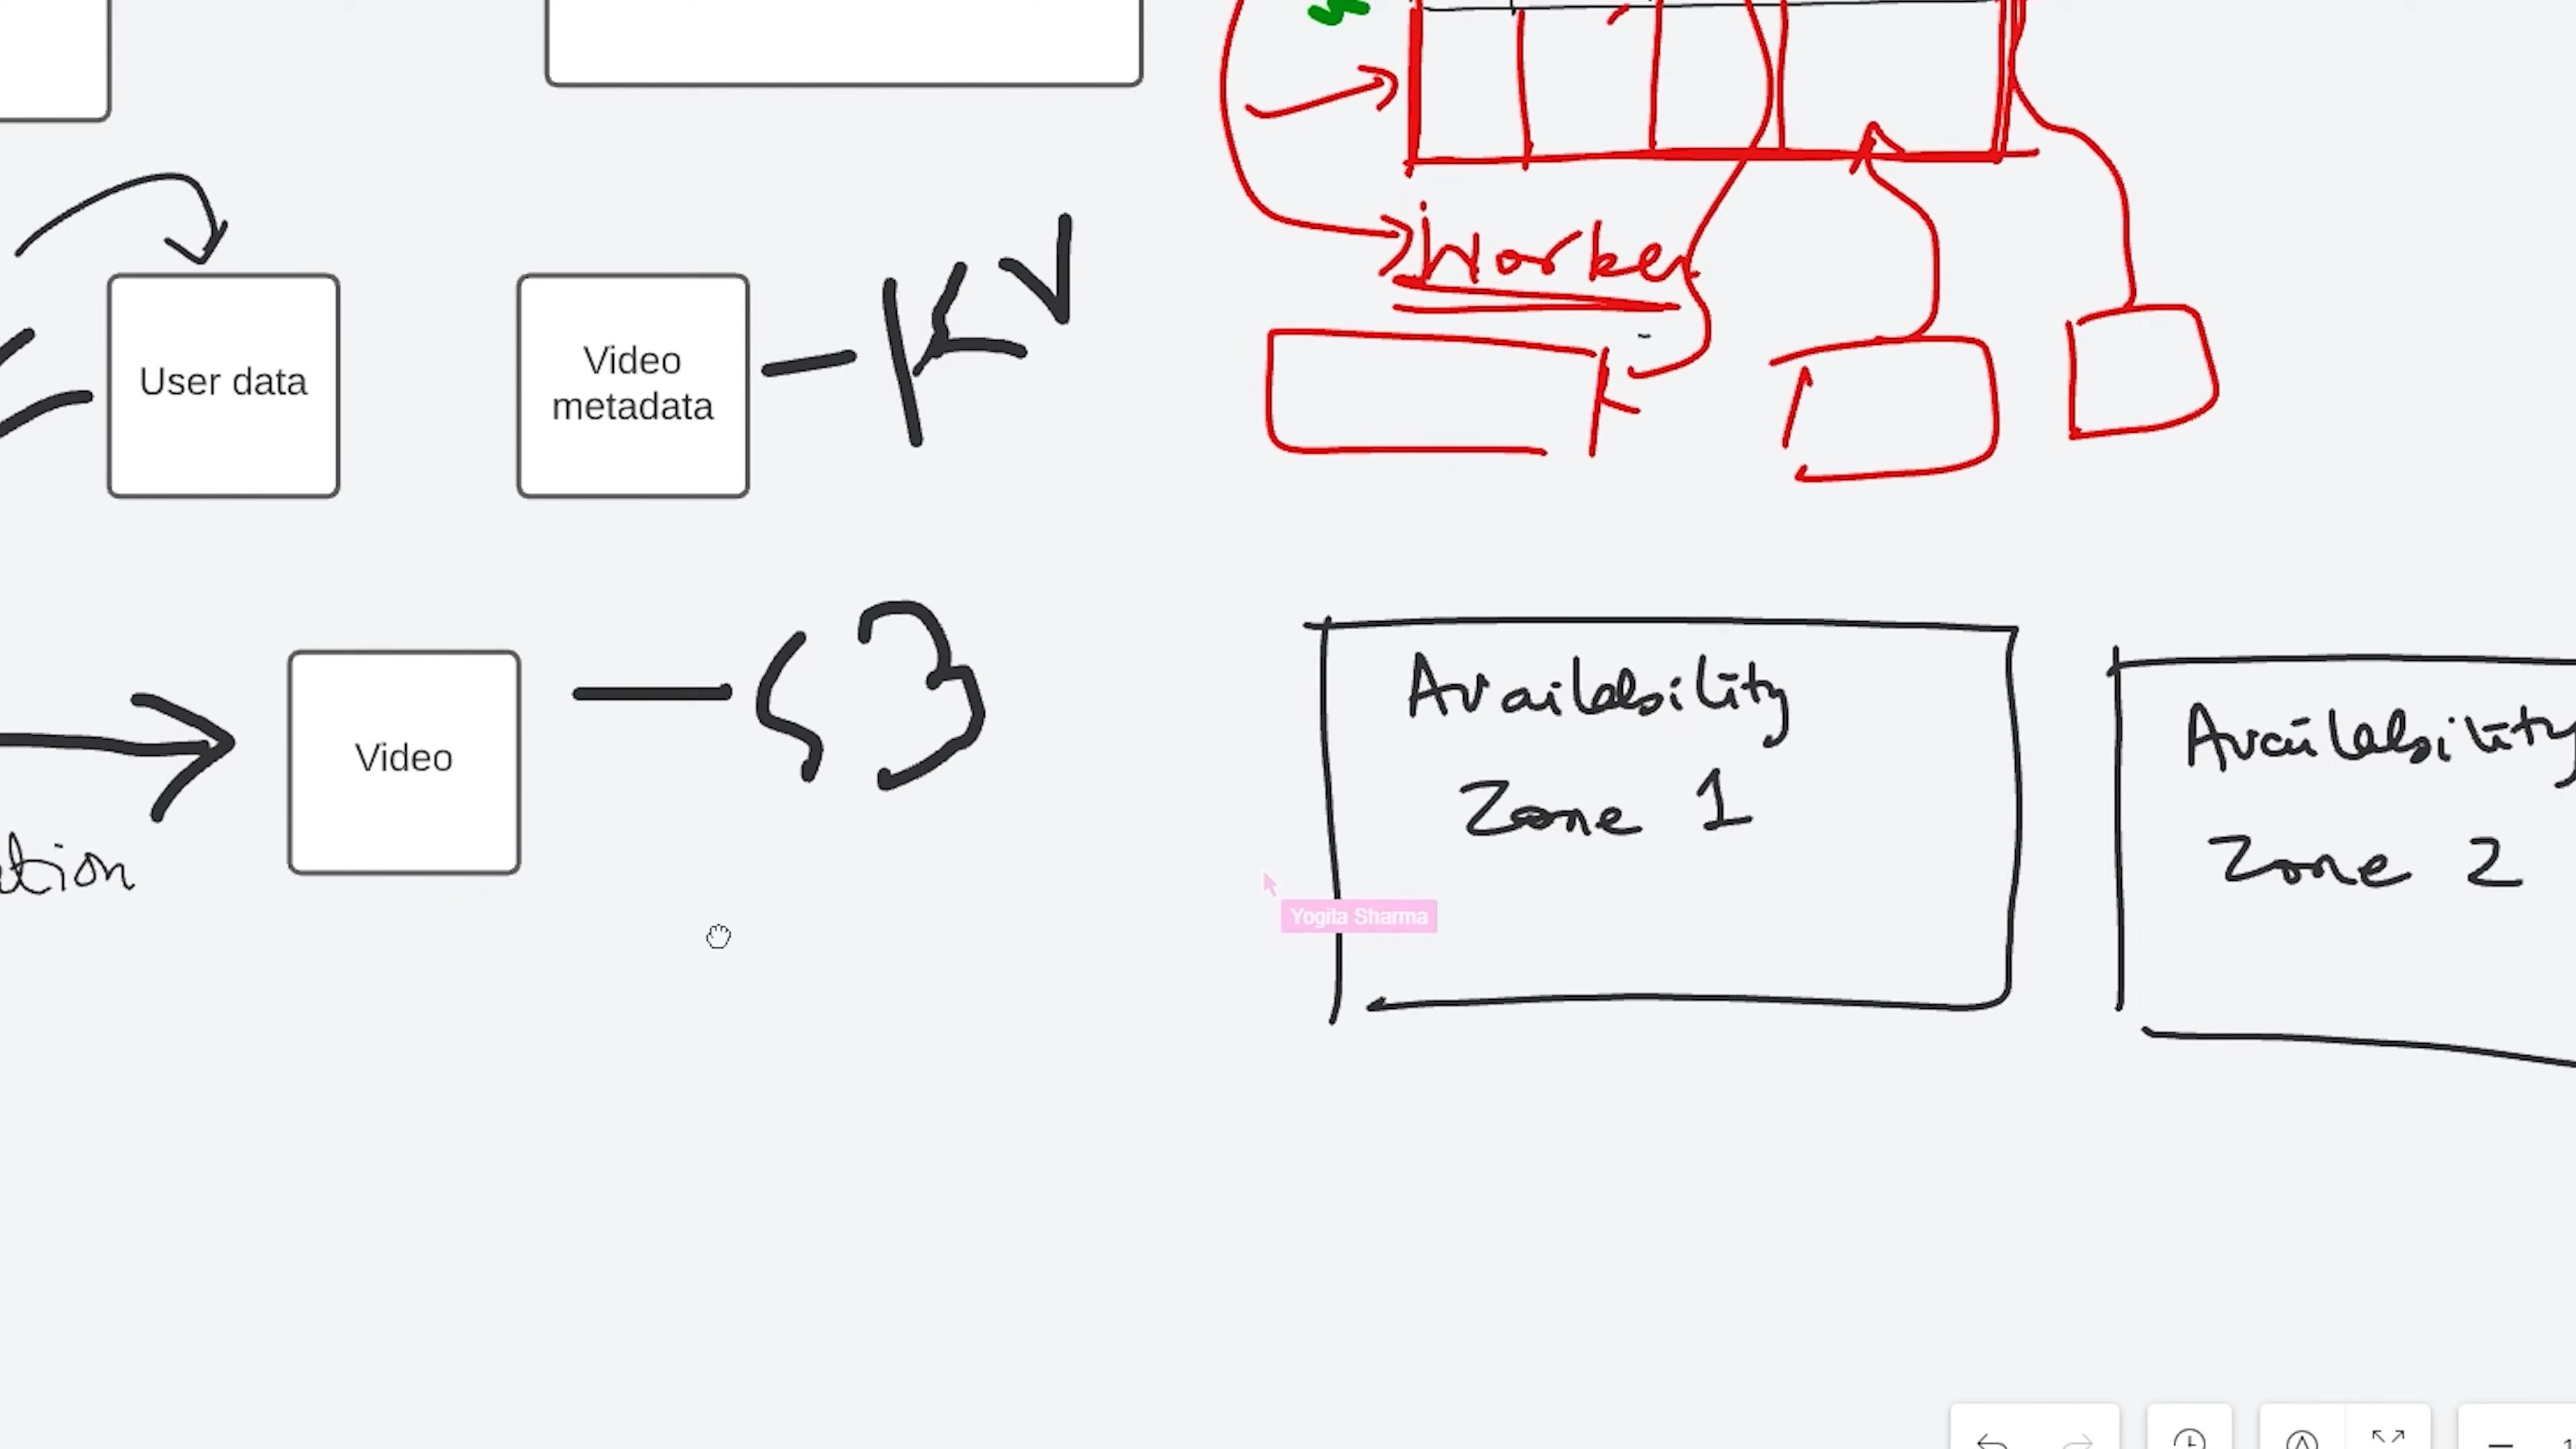 Worker
User data
Video
metadata
KV
Video
S3
Availability
Zone 1
Availability
Zone 2
Yogita Sharma